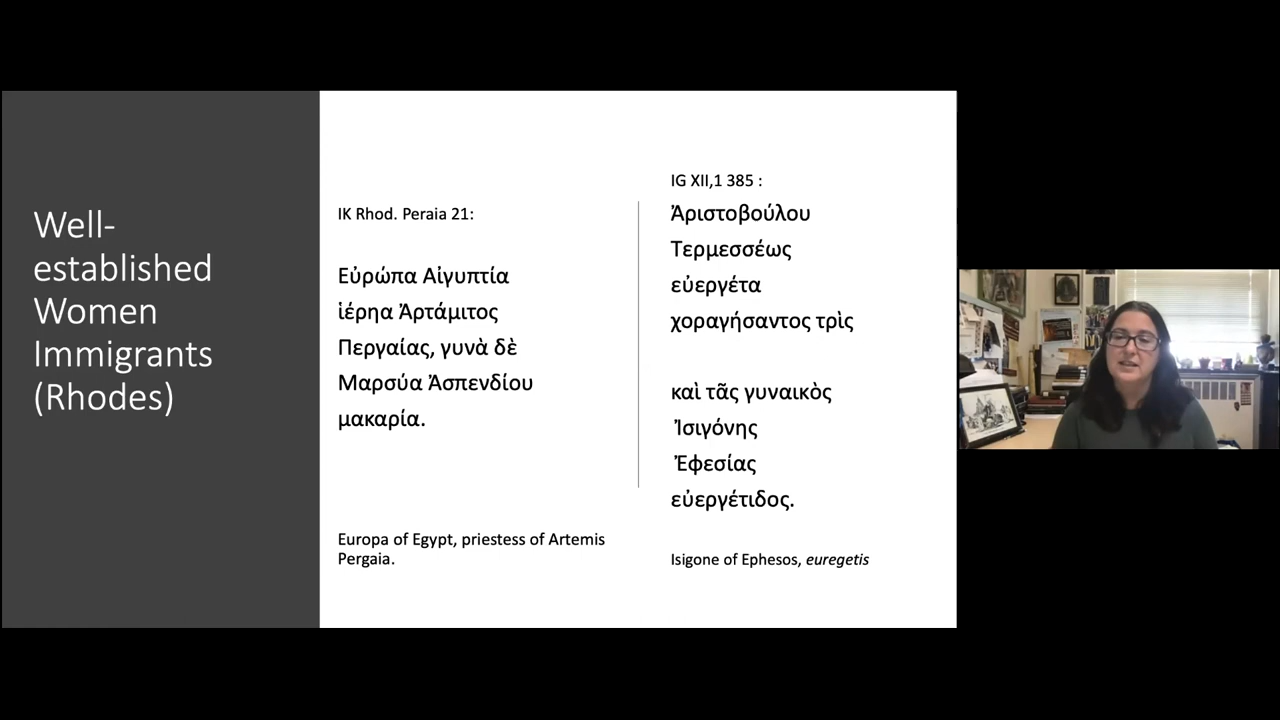 Well-
established
Women
Immigrants
(Rhodes)
IK Rhod. Peraia 21:
Εὐρώπα Αἰγυπτία
ἱέρηα Ἀρτάμιτος
Περγαίας, γυνὰ δὲ
Μαρσύα Ἀσπενδίου
μακαρία.
Europa of Egypt, priestess of Artemis
Pergaia.
IG XII,1 385 :
Ἀριστοβούλου
Τερμεσσέως
εὐεργέτα
χοραγήσαντος τρὶς
καὶ τᾶς γυναικὸς
Ἰσιγόνης
Ἐφεσίας
εὐεργέτιδος.
Isigone of Ephesos, euregetis